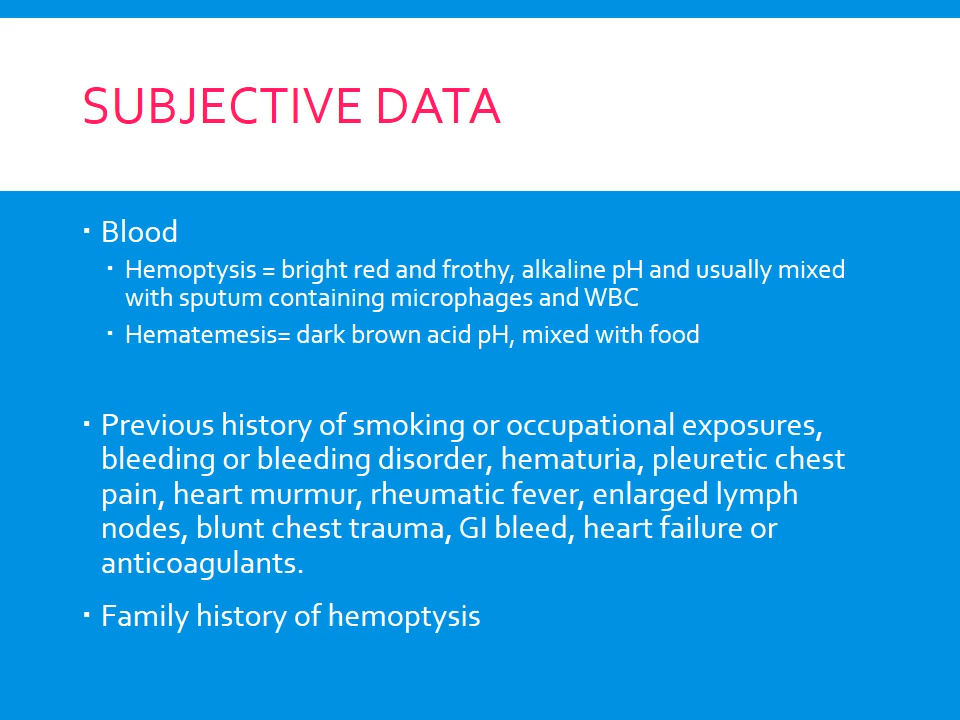 SUBJECTIVE DATA
▪ Blood
▪ Hemoptysis = bright red and frothy, alkaline pH and usually mixed
with sputum containing microphages and WBC
▪ Hematemesis= dark brown acid pH, mixed with food
▪ Previous history of smoking or occupational exposures,
bleeding or bleeding disorder, hematuria, pleuretic chest
pain, heart murmur, rheumatic fever, enlarged lymph
nodes, blunt chest trauma, GI bleed, heart failure or
anticoagulants.
▪ Family history of hemoptysis